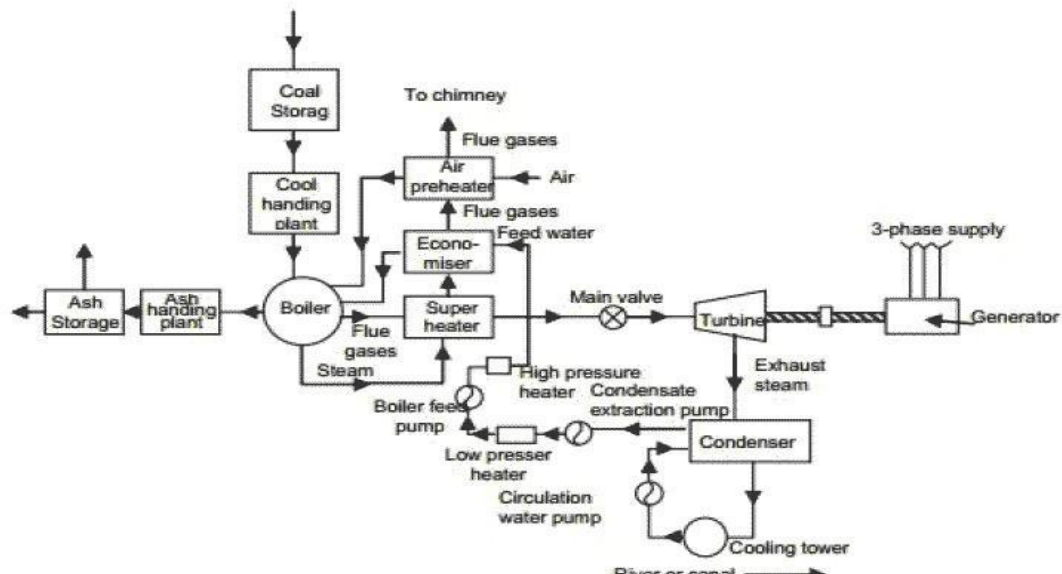 Coal
Storag
To chimney
Flue gases
Cool
handing
plant
Air
preheater
Air
Flue gases
Feed water
Econo-
miser
3-phase supply
Ash
Storage
Ash
handing
plant
Boiler
Super
heater
Main valve
Turbine
Generator
Flue
gases
Steam
High pressure
heater
Exhaust
steam
Boiler feed
pump
Condensate
extraction pump
Condenser
Low presser
heater
Circulation
water pump
Cooling tower
River or canal